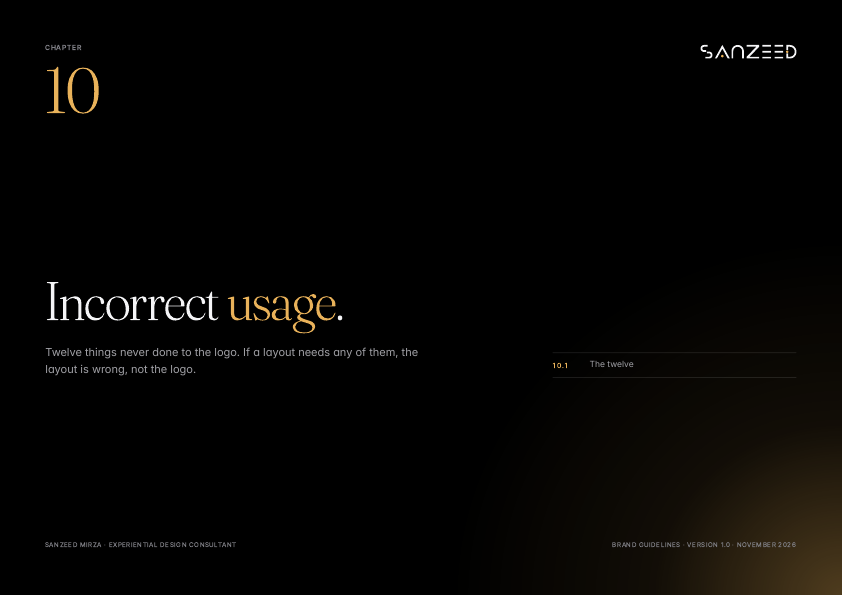 CHAPTER
10
SANZEED
Incorrect usage.
Twelve things never done to the logo. If a layout needs any of them, the
layout is wrong, not the logo.
10.1 The twelve
SANZEED MIRZA · EXPERIENTIAL DESIGN CONSULTANT
BRAND GUIDELINES · VERSION 1.0 · NOVEMBER 2026